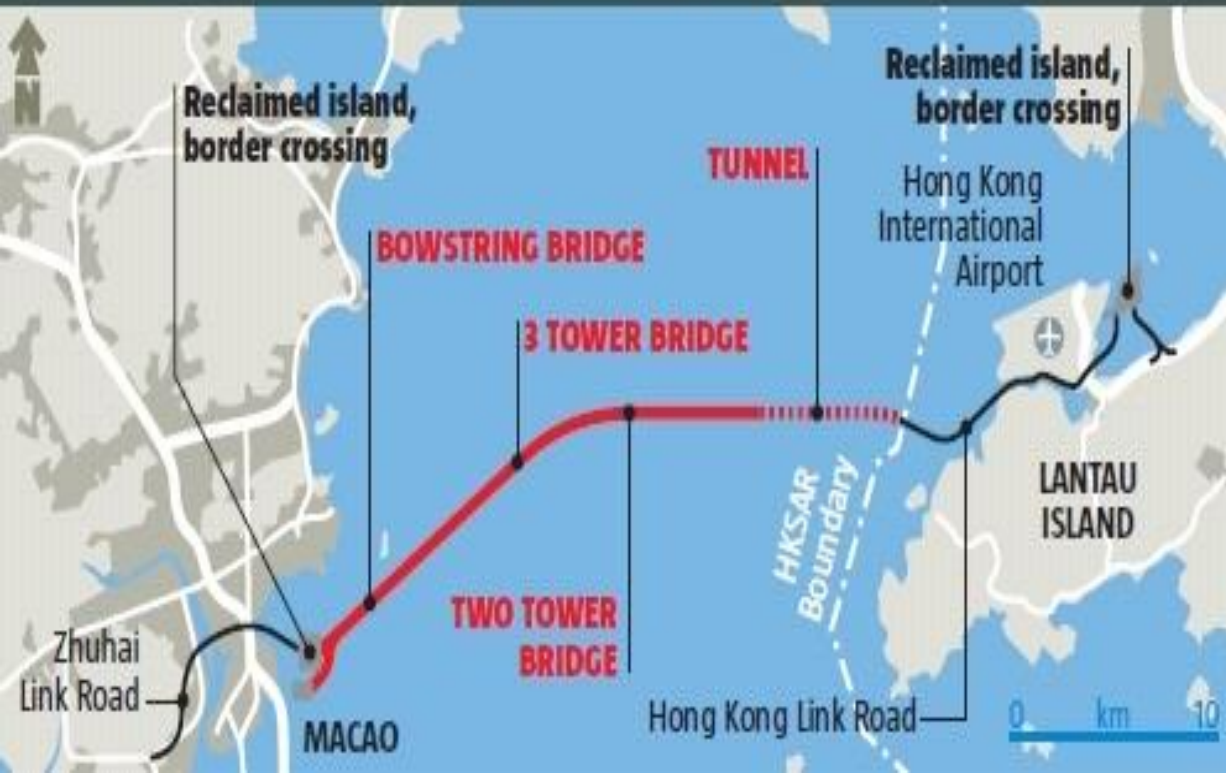 N
Reclaimed island,
border crossing
Reclaimed island,
border crossing
TUNNEL
Hong Kong
International
Airport
BOWSTRING BRIDGE
3 TOWER BRIDGE
HKSAR
Boundary
LANTAU
ISLAND
TWO TOWER
BRIDGE
Zhuhai
Link Road
MACAO
Hong Kong Link Road
0 km 10